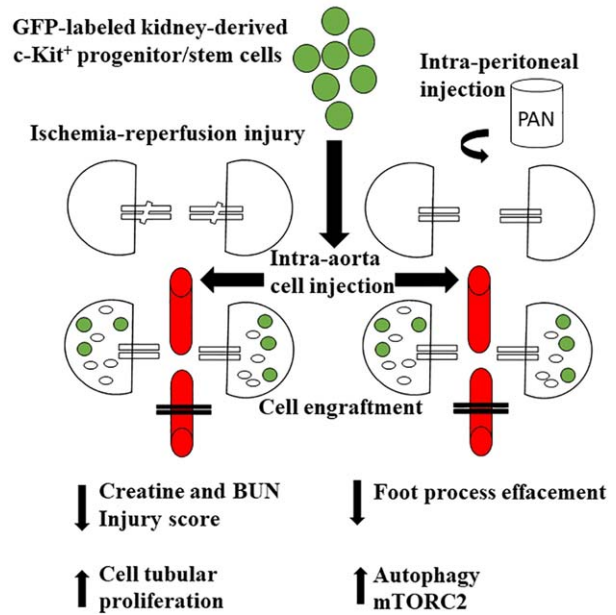 GFP-labeled kidney-derived
c-Kit⁺ progenitor/stem cells
Intra-peritoneal
injection
PAN
Ischemia-reperfusion injury
Intra-aorta
cell injection
Cell engraftment
Creatine and BUN
Injury score
Foot process effacement
Cell tubular
proliferation
Autophagy
mTORC2